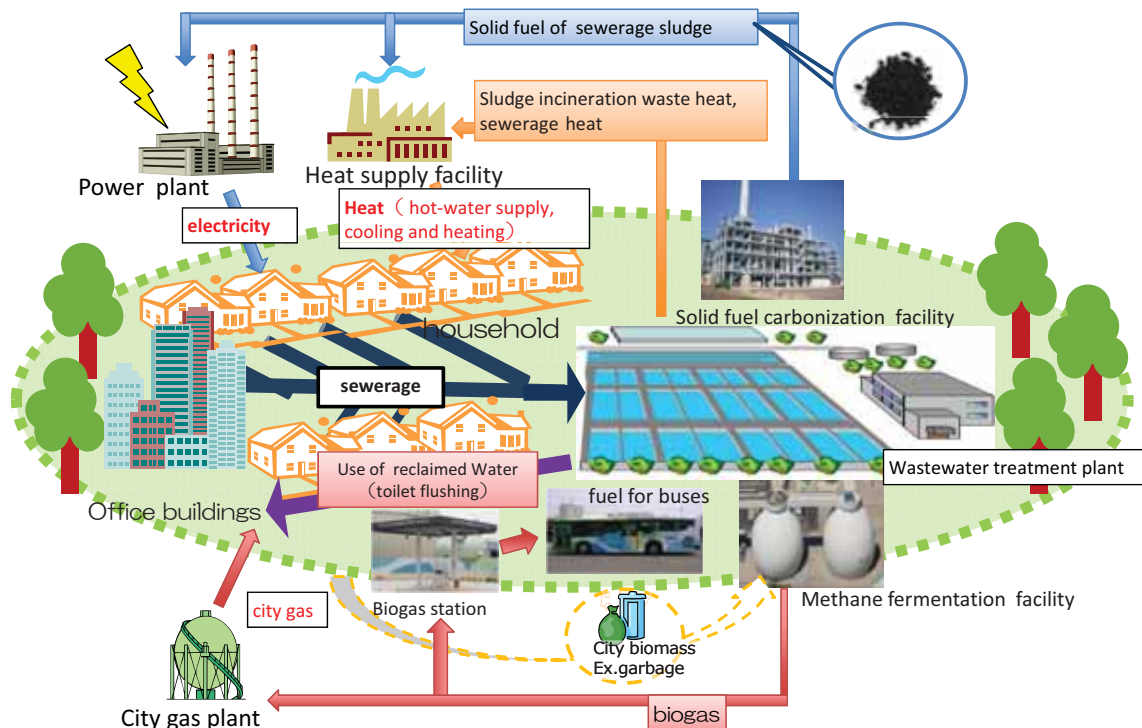 Solid fuel of sewerage sludge
Sludge incineration waste heat,
sewerage heat
Power plant
Heat supply facility
electricity
Heat（ hot-water supply,
cooling and heating）
household
Solid fuel carbonization facility
sewerage
Wastewater treatment plant
Use of reclaimed Water
（toilet flushing）
fuel for buses
Office buildings
Biogas station
Methane fermentation facility
city gas
City biomass
Ex.garbage
City gas plant
biogas